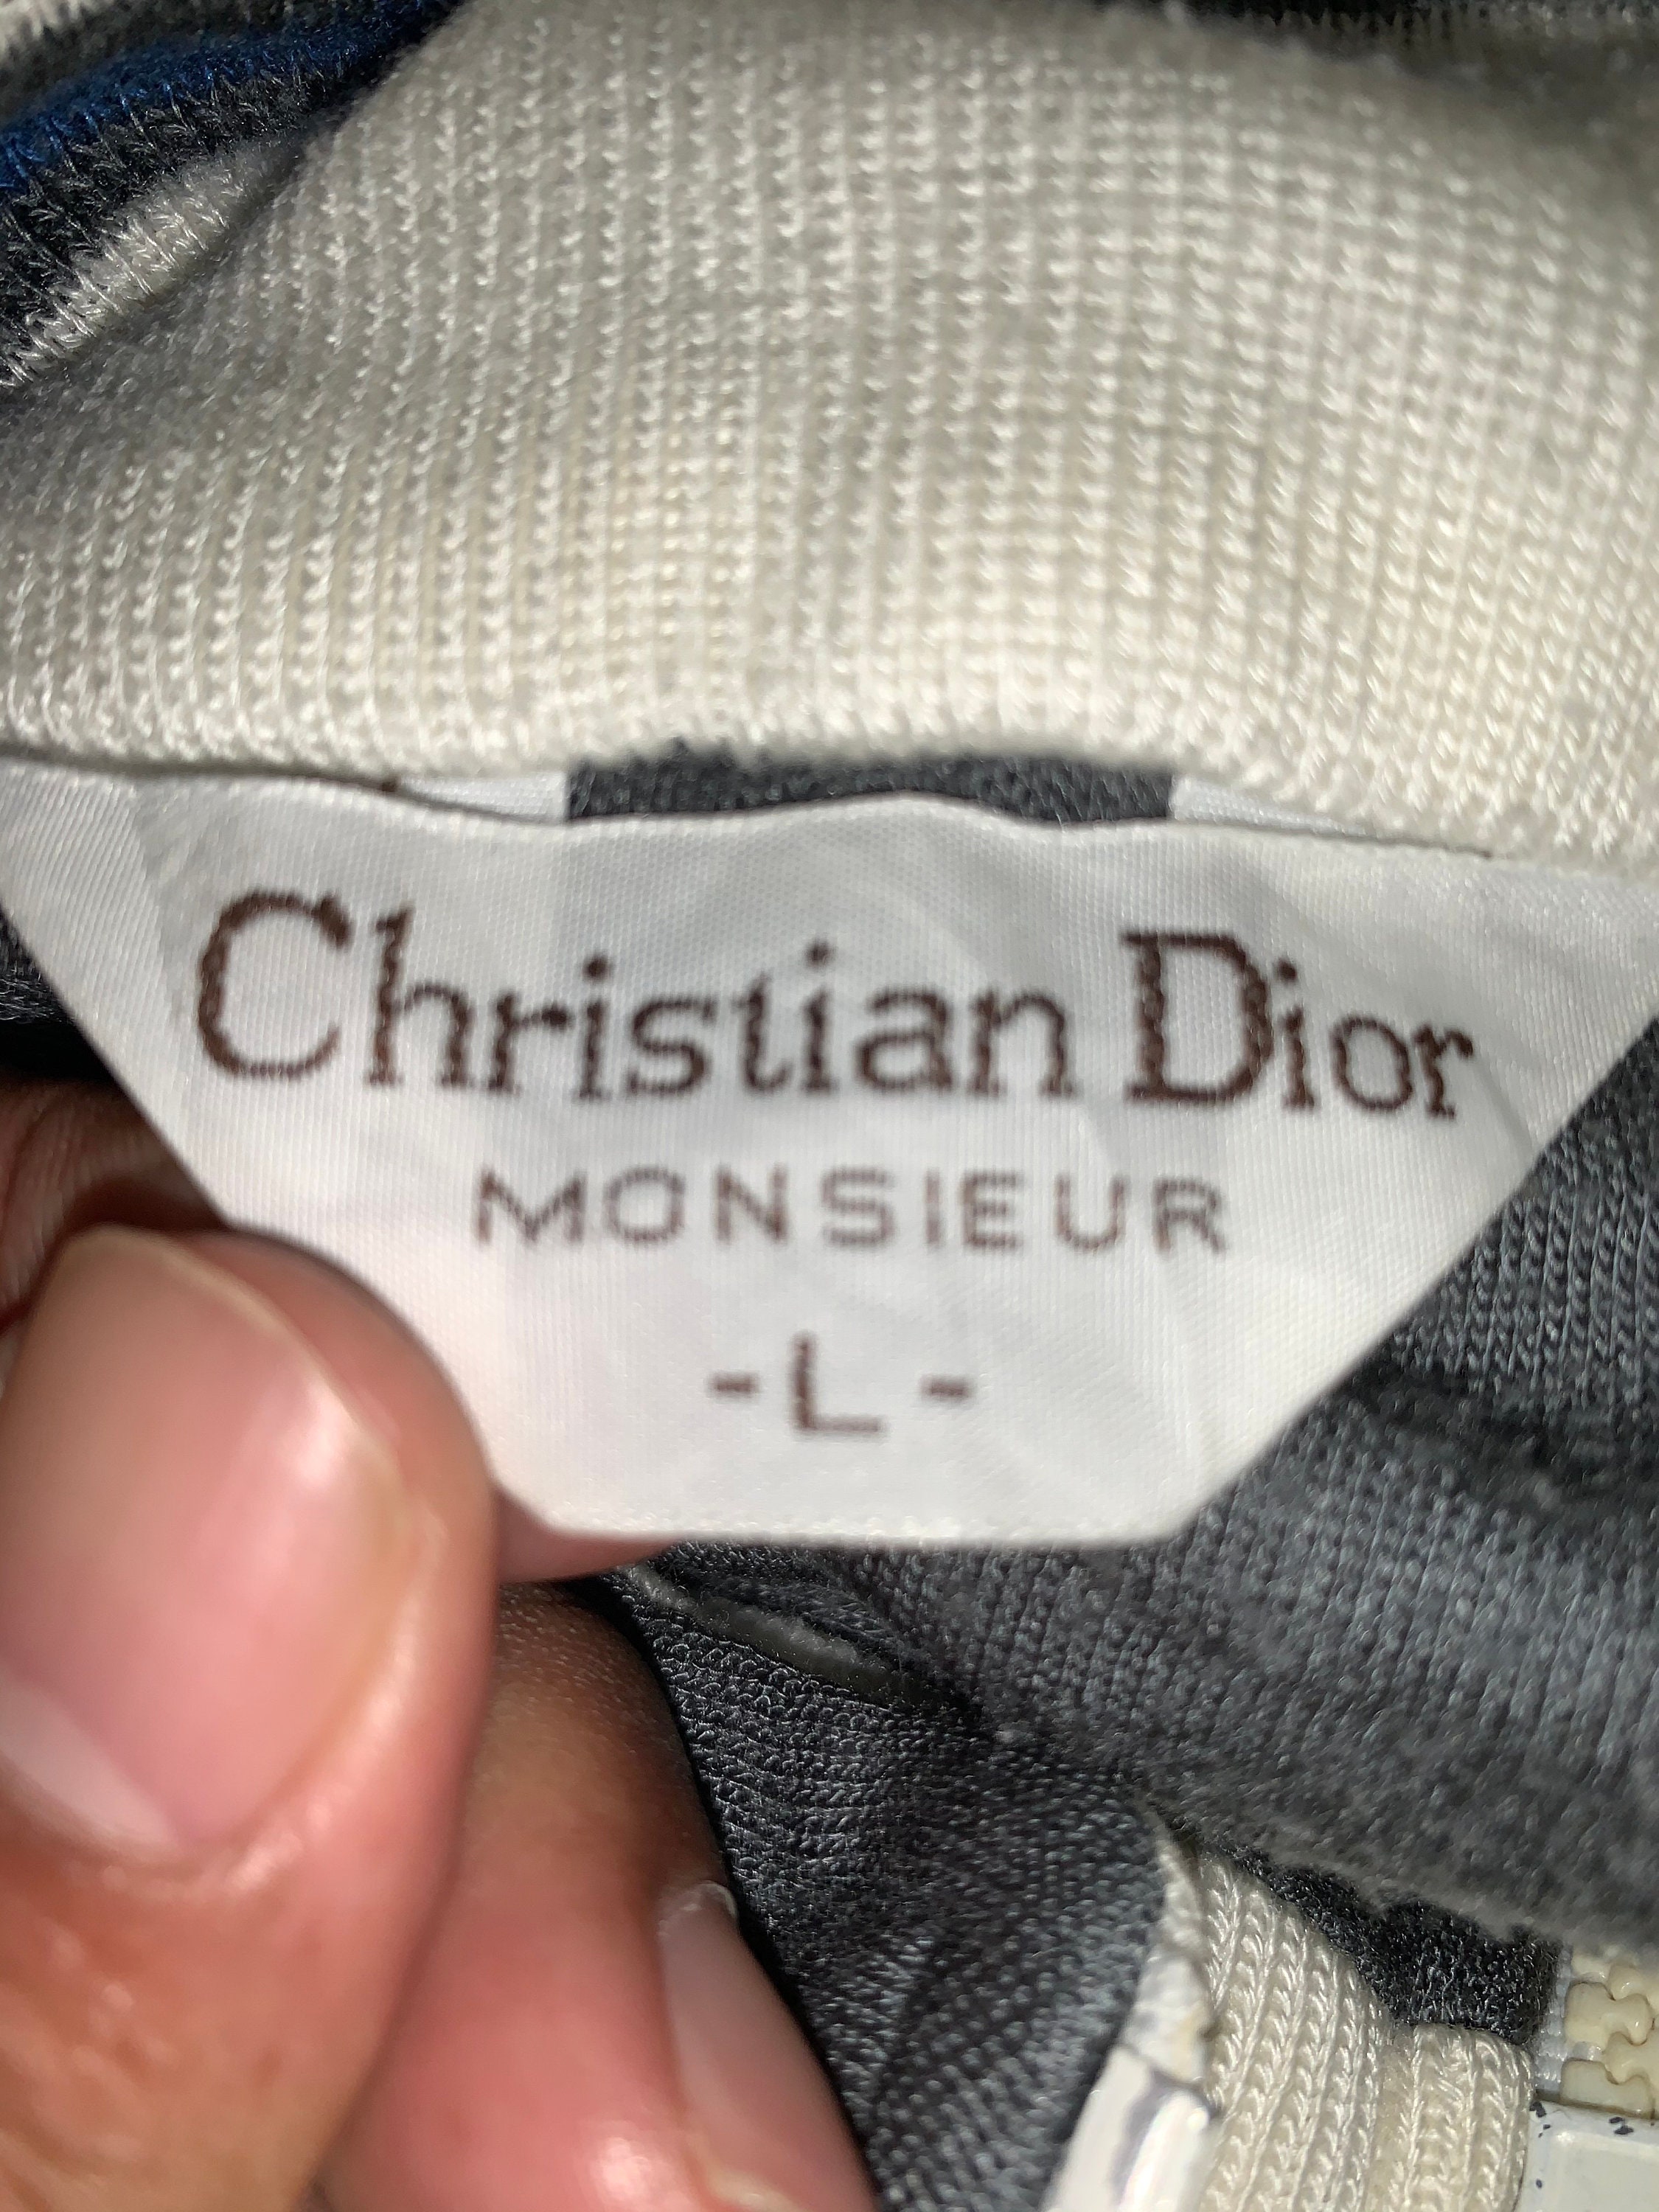 Christian Dior
MONSIEUR
-L-